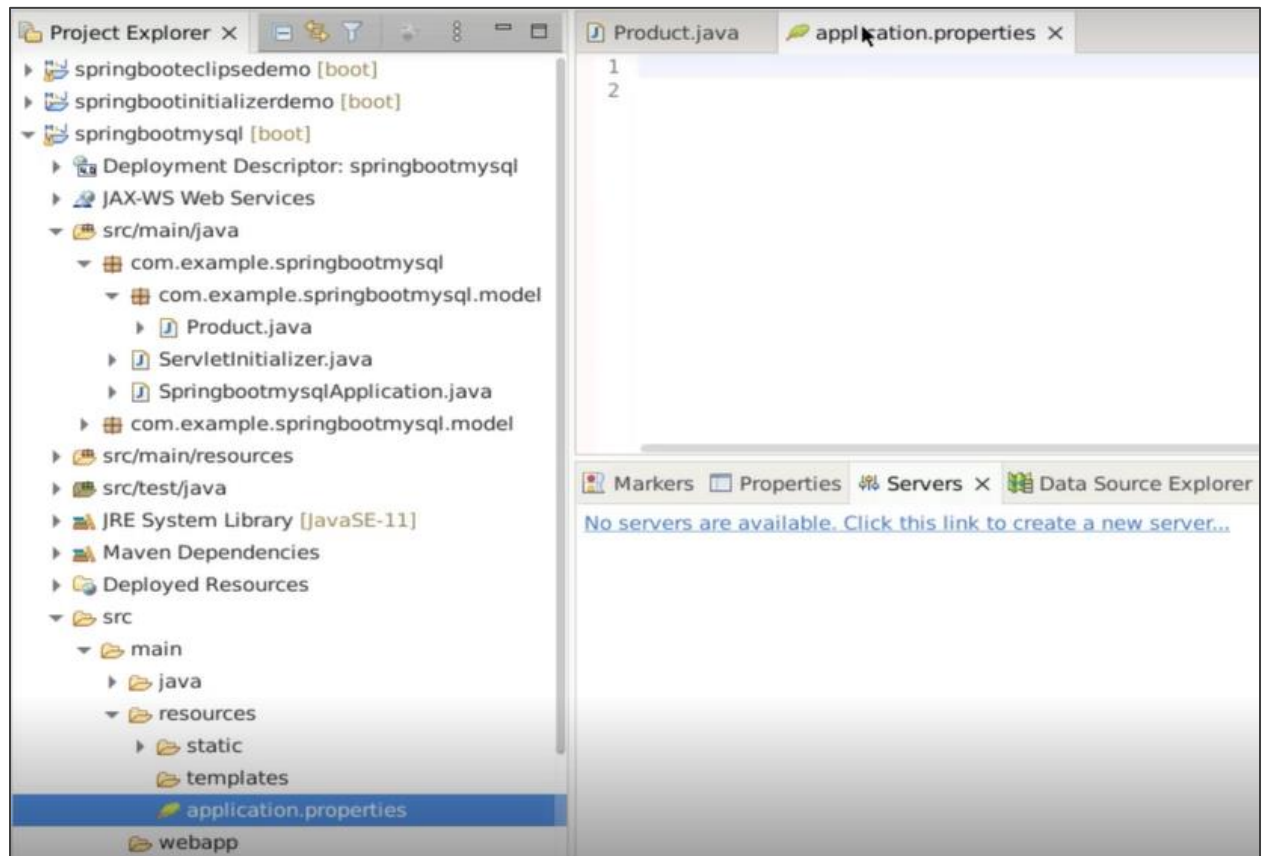 Project Explorer
springbooteclipsedemo [boot]
springbootinitializerdemo [boot]
springbootmysql [boot]
Deployment Descriptor: springbootmysql
JAX-WS Web Services
src/main/java
com.example.springbootmysql
com.example.springbootmysql.model
Product.java
ServletInitializer.java
SpringbootmysqlApplication.java
com.example.springbootmysql.model
src/main/resources
src/test/java
JRE System Library [JavaSE-11]
Maven Dependencies
Deployed Resources
src
main
java
resources
static
templates
application.properties
webapp
Product.java application.properties
1
2
Markers Properties Servers Data Source Explorer
No servers are available. Click this link to create a new server...